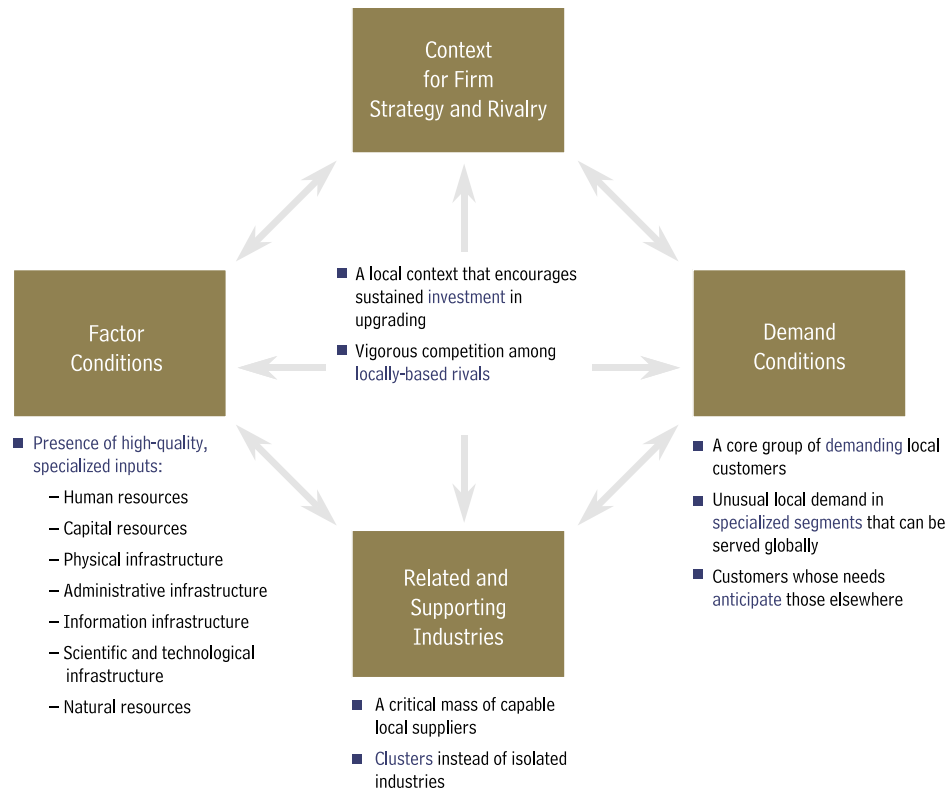 Context
for Firm
Strategy and Rivalry
■ A local context that encourages
sustained investment in
upgrading
■ Vigorous competition among
locally-based rivals
Factor
Conditions
■ Presence of high-quality,
specialized inputs:
– Human resources
– Capital resources
– Physical infrastructure
– Administrative infrastructure
– Information infrastructure
– Scientific and technological
infrastructure
– Natural resources
Demand
Conditions
■ A core group of demanding local
customers
■ Unusual local demand in
specialized segments that can be
served globally
■ Customers whose needs
anticipate those elsewhere
Related and
Supporting
Industries
■ A critical mass of capable
local suppliers
■ Clusters instead of isolated
industries